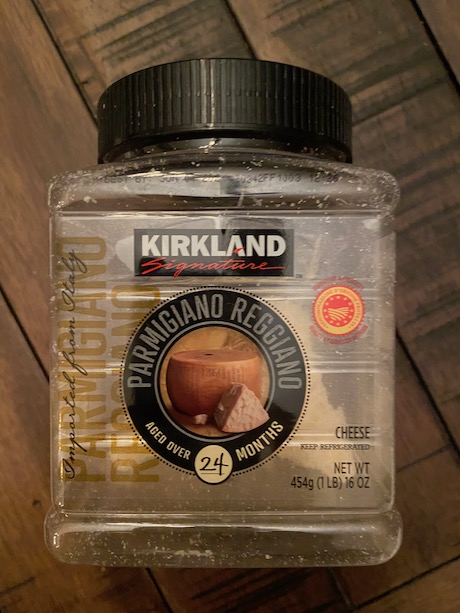 KIRKLAND
Signature
Imported from Italy
PARMIGIANO
REGGIANO
PARMIGIANO REGGIANO
AGED OVER
24
MONTHS
CHEESE
KEEP REFRIGERATED
NET WT
454g (1 LB) 16 OZ